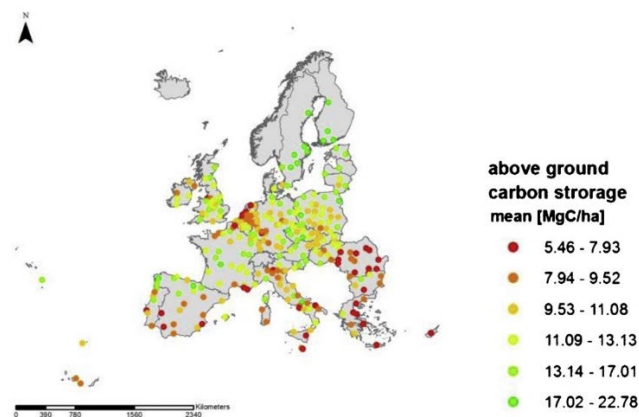 N
above ground
carbon strorage
mean [MgC/ha]
5.46 - 7.93
7.94 - 9.52
9.53 - 11.08
11.09 - 13.13
13.14 - 17.01
17.02 - 22.78
Kilometers
0 390 780 1560 2340